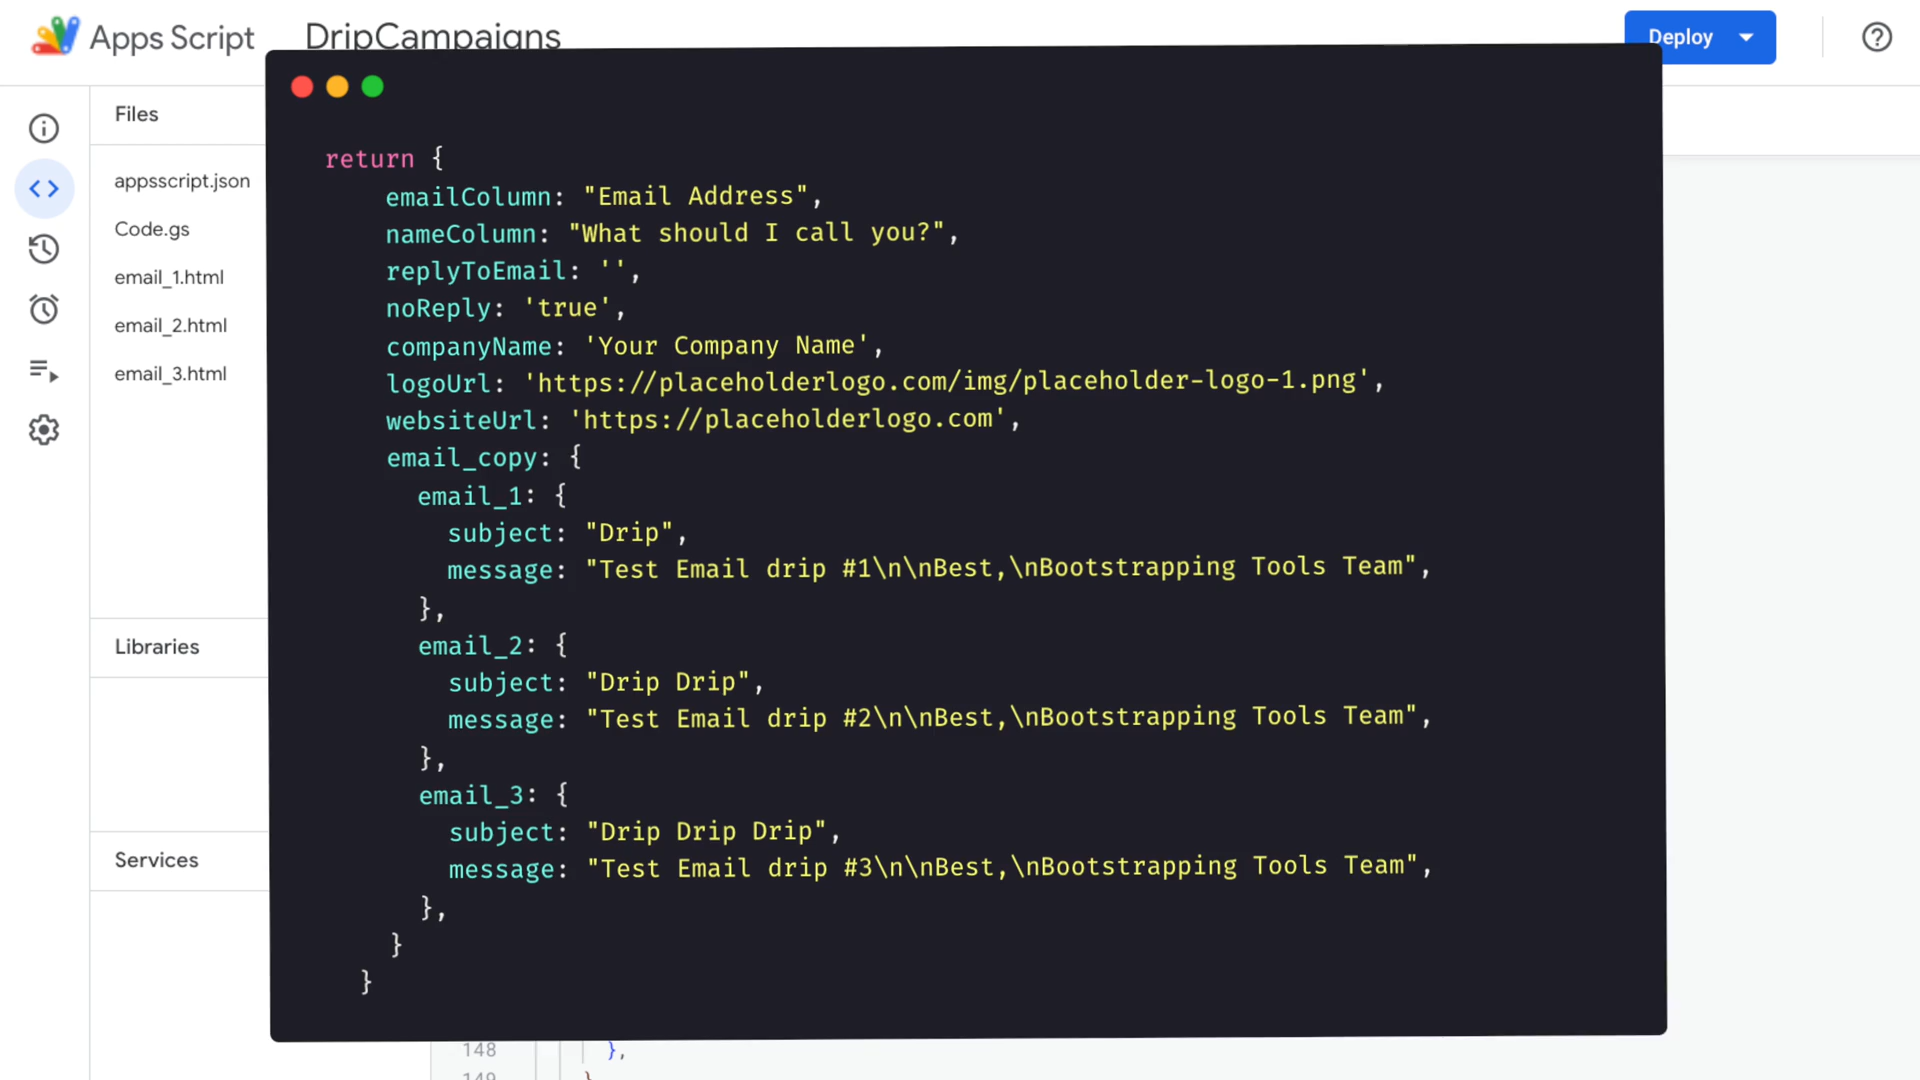 Apps Script
DripCampaigns
Deploy
Files
appsscript.json
Code.gs
email_1.html
email_2.html
email_3.html
Libraries
Services
return {
emailColumn: "Email Address",
nameColumn: "What should I call you?",
replyToEmail: '',
noReply: 'true',
companyName: 'Your Company Name',
logoUrl: 'https://placeholderlogo.com/img/placeholder-logo-1.png',
websiteUrl: 'https://placeholderlogo.com',
email_copy: {
email_1: {
subject: "Drip",
message: "Test Email drip #1\n\nBest,\nBootstrapping Tools Team",
},
email_2: {
subject: "Drip Drip",
message: "Test Email drip #2\n\nBest,\nBootstrapping Tools Team",
},
email_3: {
subject: "Drip Drip Drip",
message: "Test Email drip #3\n\nBest,\nBootstrapping Tools Team",
},
}
}
148 },
149 }